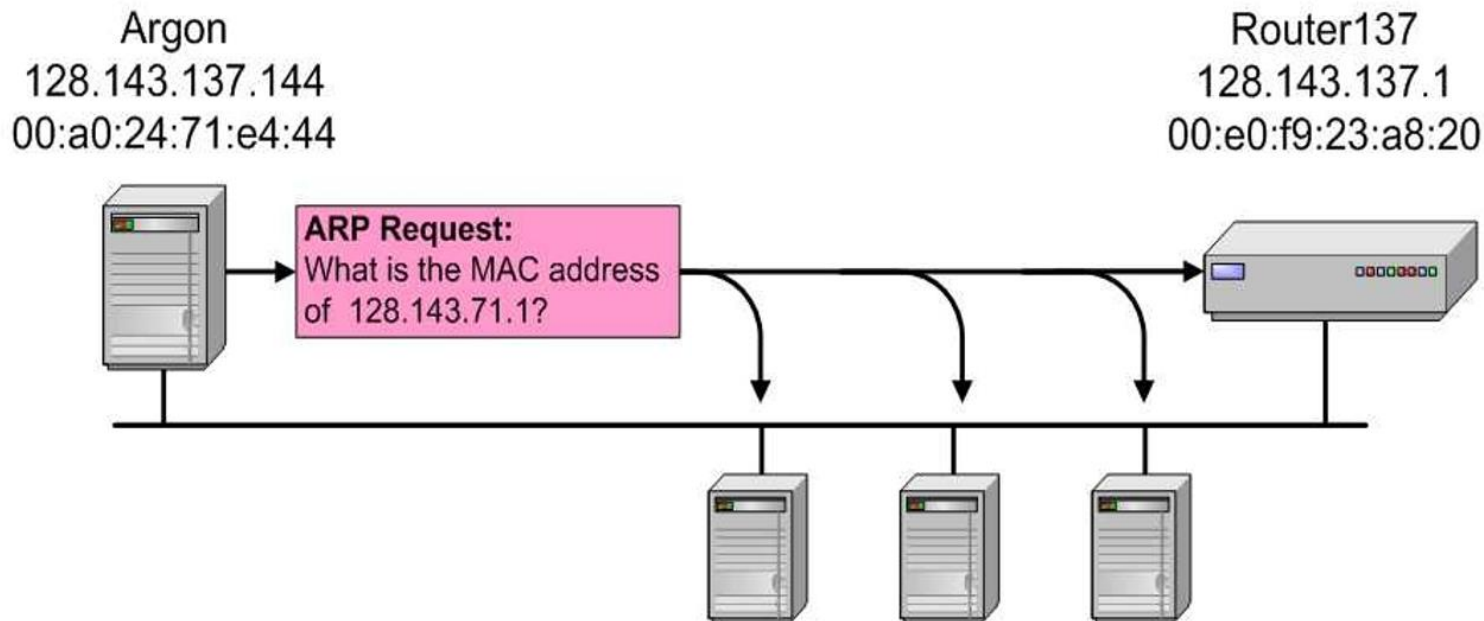 Argon
128.143.137.144
00:a0:24:71:e4:44
Router137
128.143.137.1
00:e0:f9:23:a8:20
ARP Request:
What is the MAC address
of 128.143.71.1?